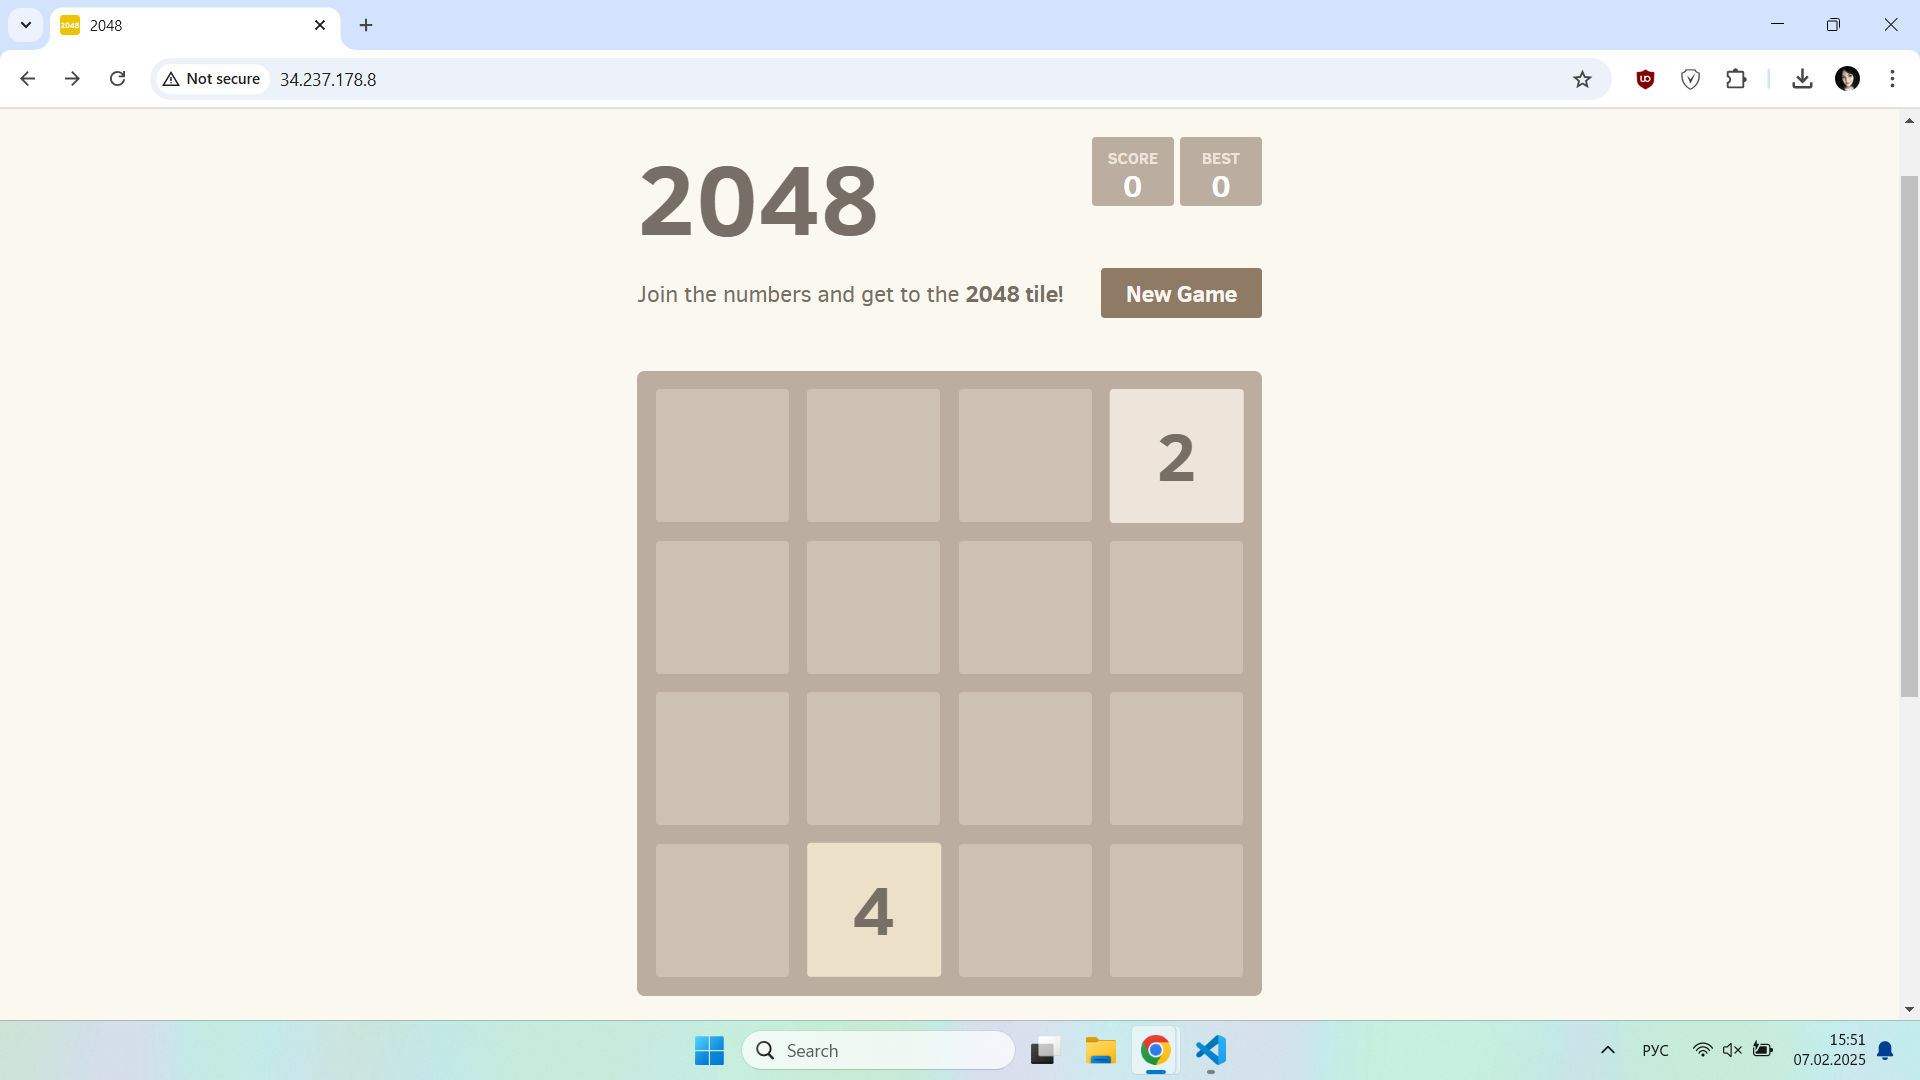 2048
2048
Not secure
34.237.178.8
2048
SCORE
0
BEST
0
Join the numbers and get to the 2048 tile!
New Game
2
4
Search
РУС
15:51
07.02.2025